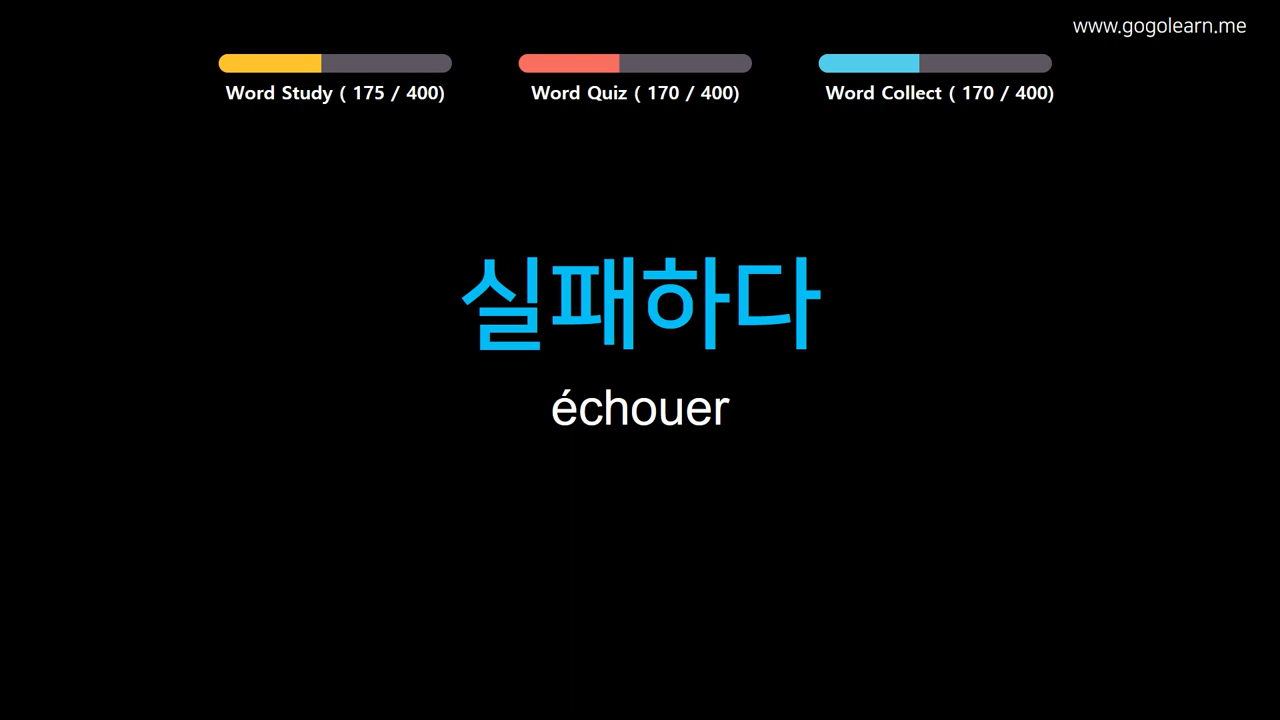 www.gogolearn.me
Word Study ( 175 / 400)
Word Quiz ( 170 / 400)
Word Collect ( 170 / 400)
실패하다
échouer